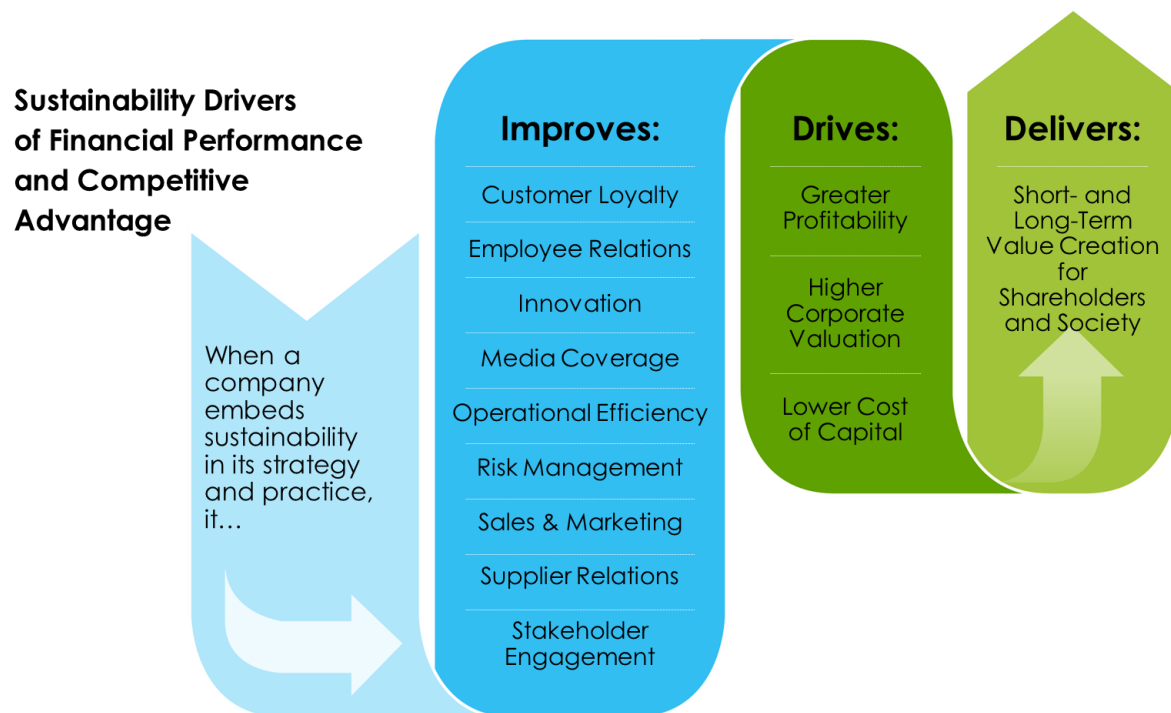 Sustainability Drivers
of Financial Performance
and Competitive
Advantage
When a
company
embeds
sustainability
in its strategy
and practice,
it…
Improves:
Customer Loyalty
Employee Relations
Innovation
Media Coverage
Operational Efficiency
Risk Management
Sales & Marketing
Supplier Relations
Stakeholder
Engagement
Drives:
Greater
Profitability
Higher
Corporate
Valuation
Lower Cost
of Capital
Delivers:
Short- and
Long-Term
Value Creation
for
Shareholders
and Society